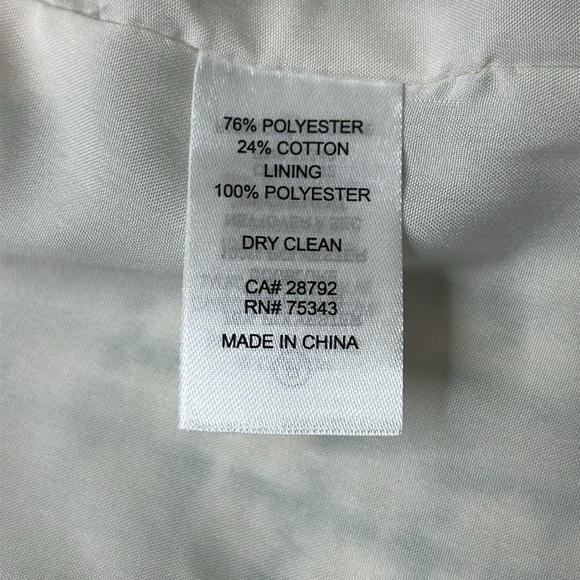 76% POLYESTER
24% COTTON
LINING
100% POLYESTER
DRY CLEAN
CA# 28792
RN# 75343
MADE IN CHINA